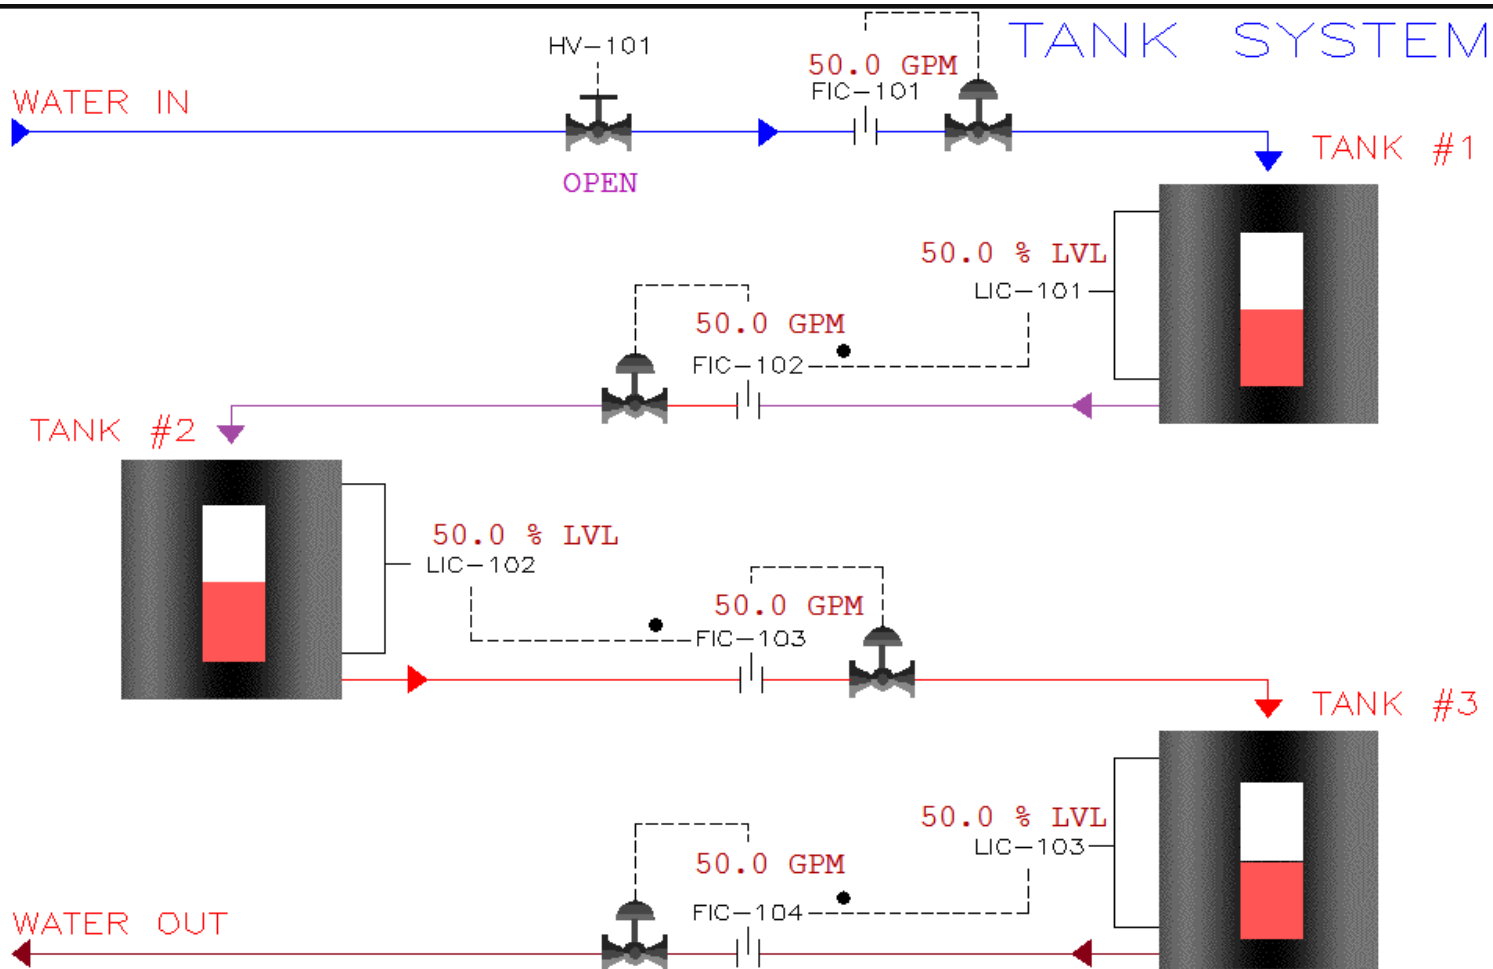 TANK SYSTEM
HV-101
50.0 GPM
FIC-101
WATER IN
OPEN
TANK #1
50.0 % LVL
LIC-101
50.0 GPM
FIC-102
TANK #2
50.0 % LVL
LIC-102
50.0 GPM
FIC-103
TANK #3
50.0 % LVL
LIC-103
50.0 GPM
FIC-104
WATER OUT